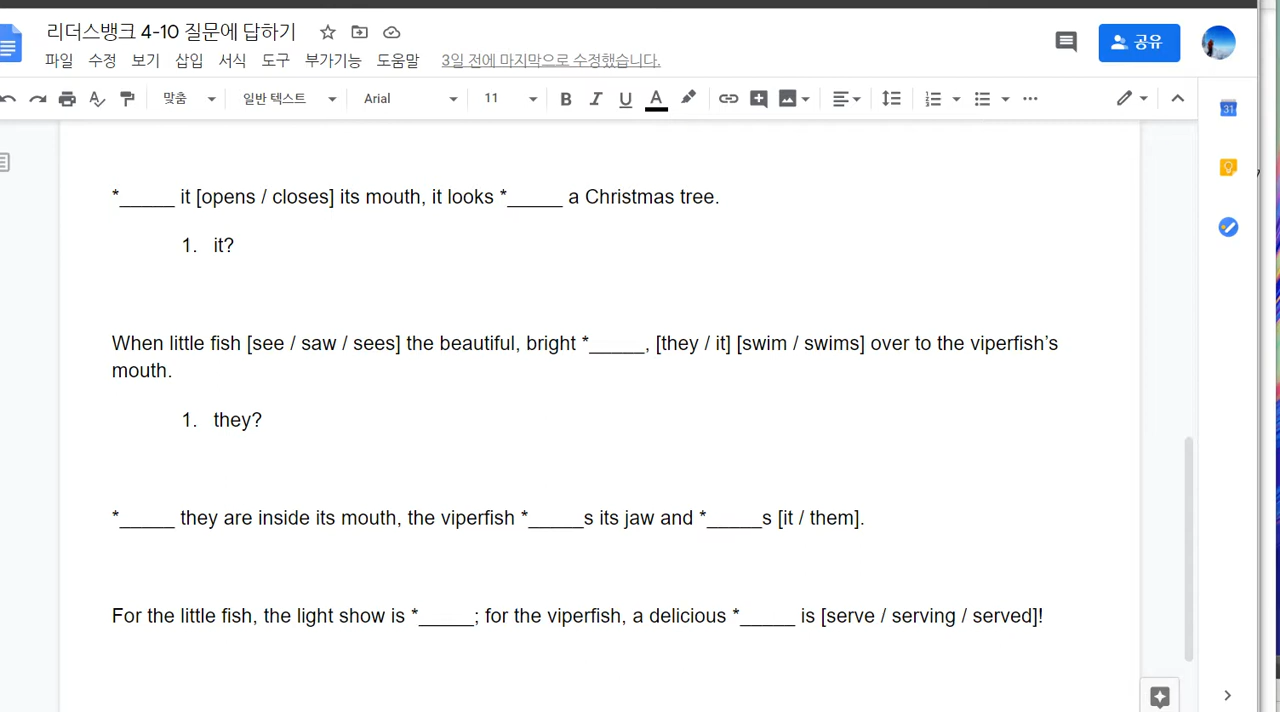 리더스뱅크 4-10 질문에 답하기
공유
파일 수정 보기 삽입 서식 도구 부가기능 도움말 3일 전에 마지막으로 수정했습니다.
맞춤 일반 텍스트 Arial 11 B I U A
31
*_____ it [opens / closes] its mouth, it looks *_____ a Christmas tree.
1. it?
When little fish [see / saw / sees] the beautiful, bright *_____, [they / it] [swim / swims] over to the viperfish’s
mouth.
1. they?
*_____ they are inside its mouth, the viperfish *_____s its jaw and *_____s [it / them].
For the little fish, the light show is *_____; for the viperfish, a delicious *_____ is [serve / serving / served]!